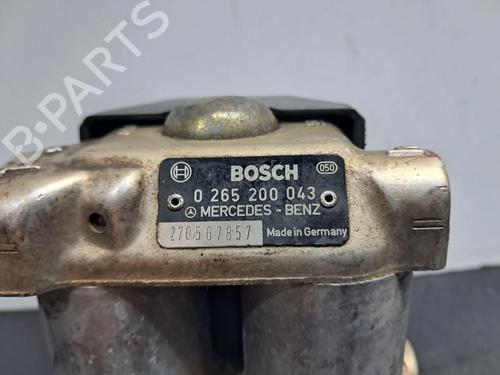 BOSCH
050
0 265 200 043
MERCEDES - BENZ
270567857 Made in Germany
B-PARTS